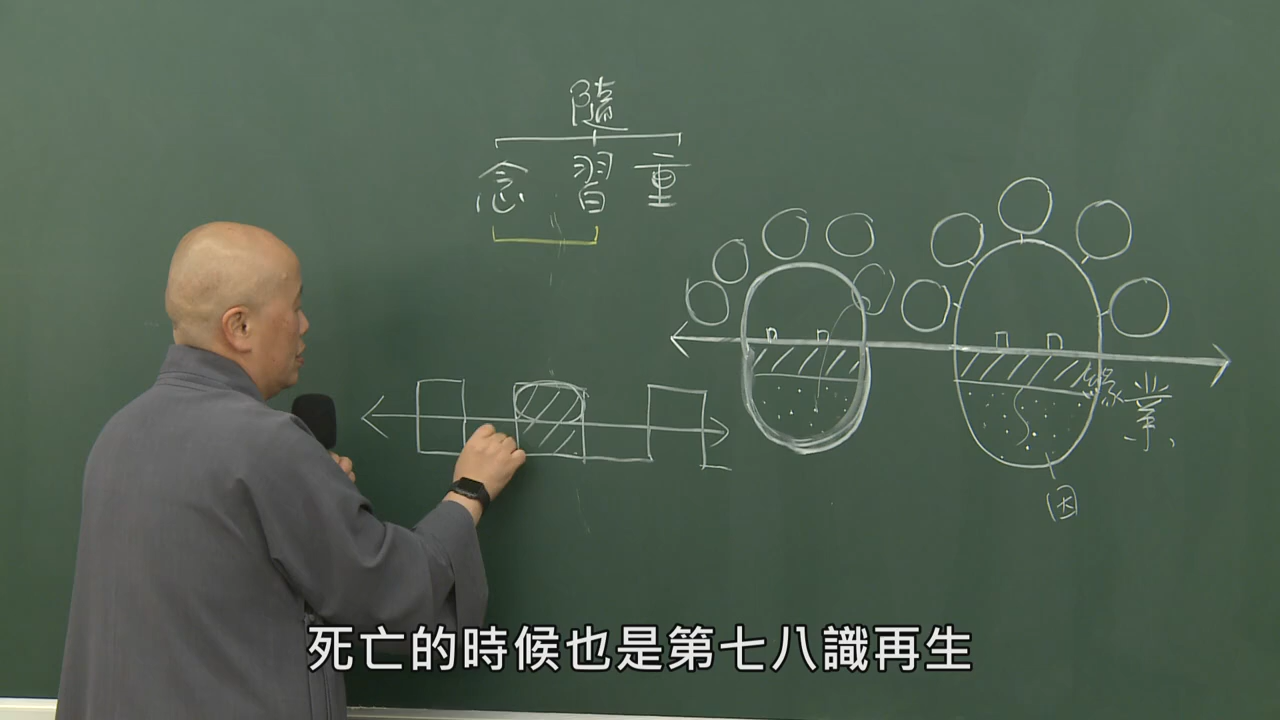 隨
念 習 重
緣 業
因
死亡的時候也是第七八識再生